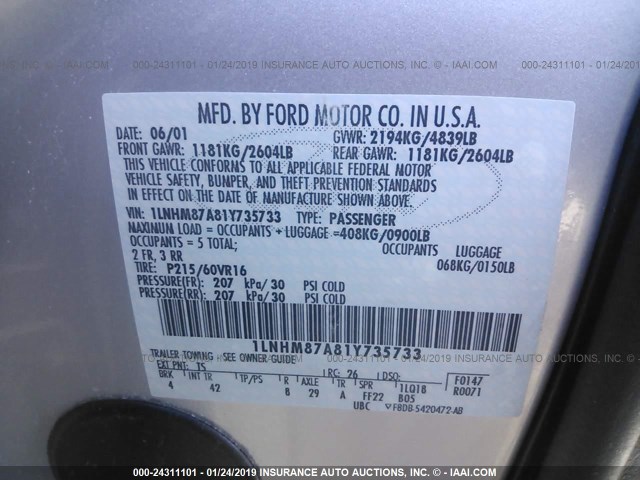 000-24311101 - 01/24/2019 INSURANCE AUTO AUCTIONS, INC. - © - IAAI.COM
MFD. BY FORD MOTOR CO. IN U.S.A.
DATE: 06/01 GVWR: 2194KG/4839LB
FRONT GAWR: 1181KG/2604LB REAR GAWR: 1181KG/2604LB
THIS VEHICLE CONFORMS TO ALL APPLICABLE FEDERAL MOTOR
VEHICLE SAFETY, BUMPER, AND THEFT PREVENTION STANDARDS
IN EFFECT ON THE DATE OF MANUFACTURE SHOWN ABOVE.
VIN: 1LNHM87A81Y735733 TYPE: PASSENGER
MAXIMUM LOAD = OCCUPANTS + LUGGAGE =408KG/0900LB
OCCUPANTS = 5 TOTAL; OCCUPANTS LUGGAGE
2 FR, 3 RR 068KG/0150LB
TIRE: P215/60VR16
PRESSURE(FR): 207 kPa/ 30 PSI COLD
PRESSURE(RR): 207 kPa/ 30 PSI COLD
1LNHM87A81Y735733
TRAILER TOWING - SEE OWNER GUIDE
EXT PNT: TS RC: 26 DSO: F0147
BRK INT TR TP/PS R AXLE TR SPR 1LQ18 R0071
4 42 8 29 A FF22 B05
UBC ▽F8DB-5420472-AB
000-24311101 - 01/24/2019 INSURANCE AUTO AUCTIONS, INC. - © - IAAI.COM